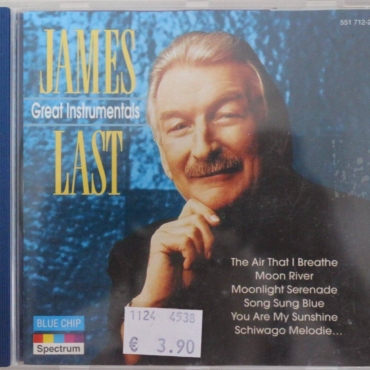 551 712-2
JAMES
Great Instrumentals
LAST
The Air That I Breathe
Moon River
Moonlight Serenade
Song Sung Blue
You Are My Sunshine
Schiwago Melodie...
1124 4538
€ 3.90
BLUE CHIP
Spectrum